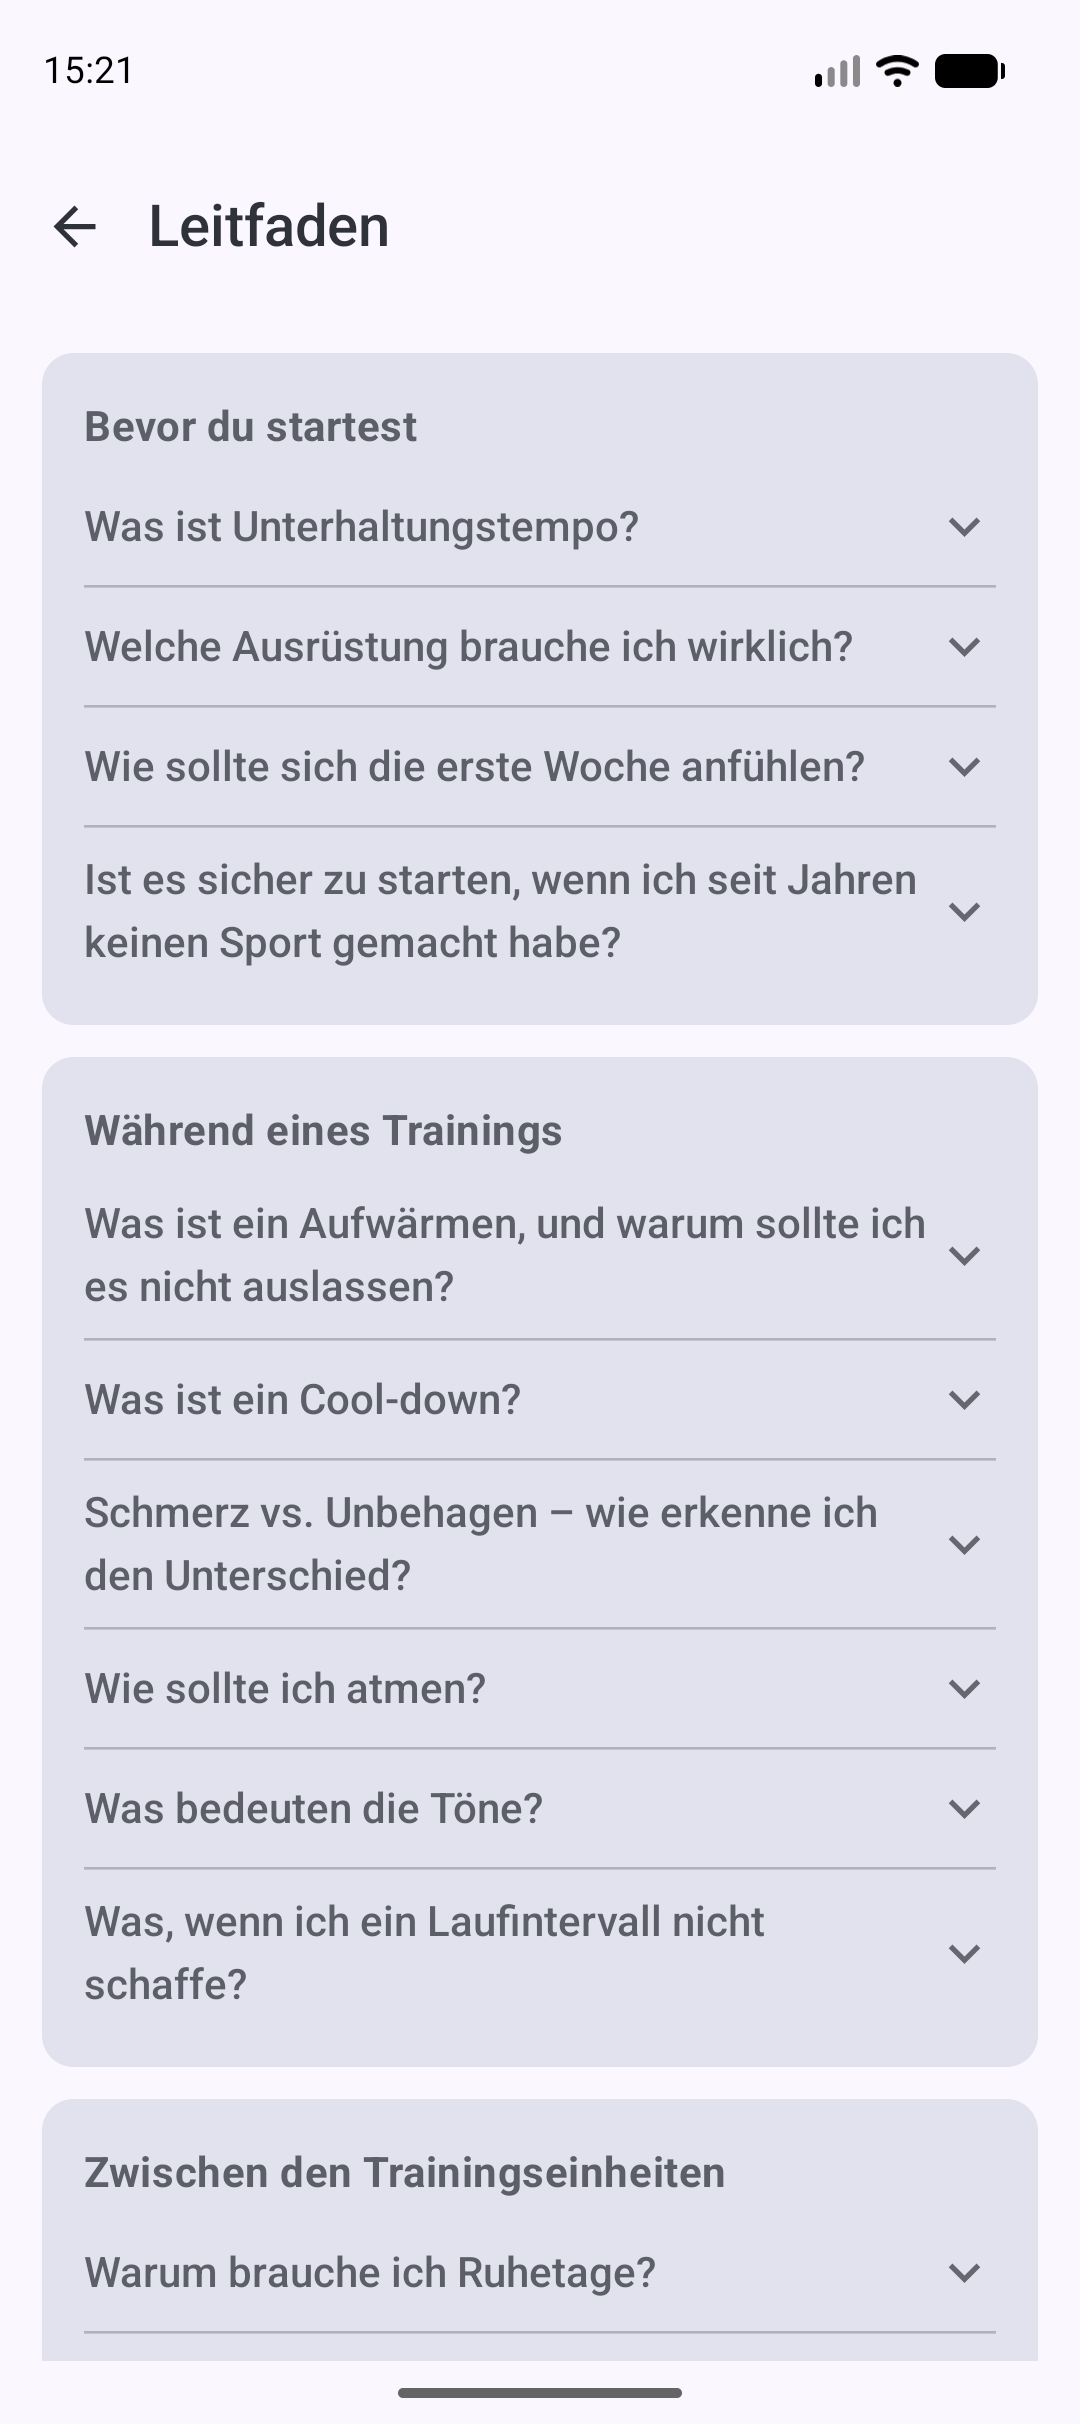 15:21
Leitfaden
Bevor du startest
Was ist Unterhaltungstempo?
Welche Ausrüstung brauche ich wirklich?
Wie sollte sich die erste Woche anfühlen?
Ist es sicher zu starten, wenn ich seit Jahren
keinen Sport gemacht habe?
Während eines Trainings
Was ist ein Aufwärmen, und warum sollte ich
es nicht auslassen?
Was ist ein Cool-down?
Schmerz vs. Unbehagen – wie erkenne ich
den Unterschied?
Wie sollte ich atmen?
Was bedeuten die Töne?
Was, wenn ich ein Laufintervall nicht
schaffe?
Zwischen den Trainingseinheiten
Warum brauche ich Ruhetage?